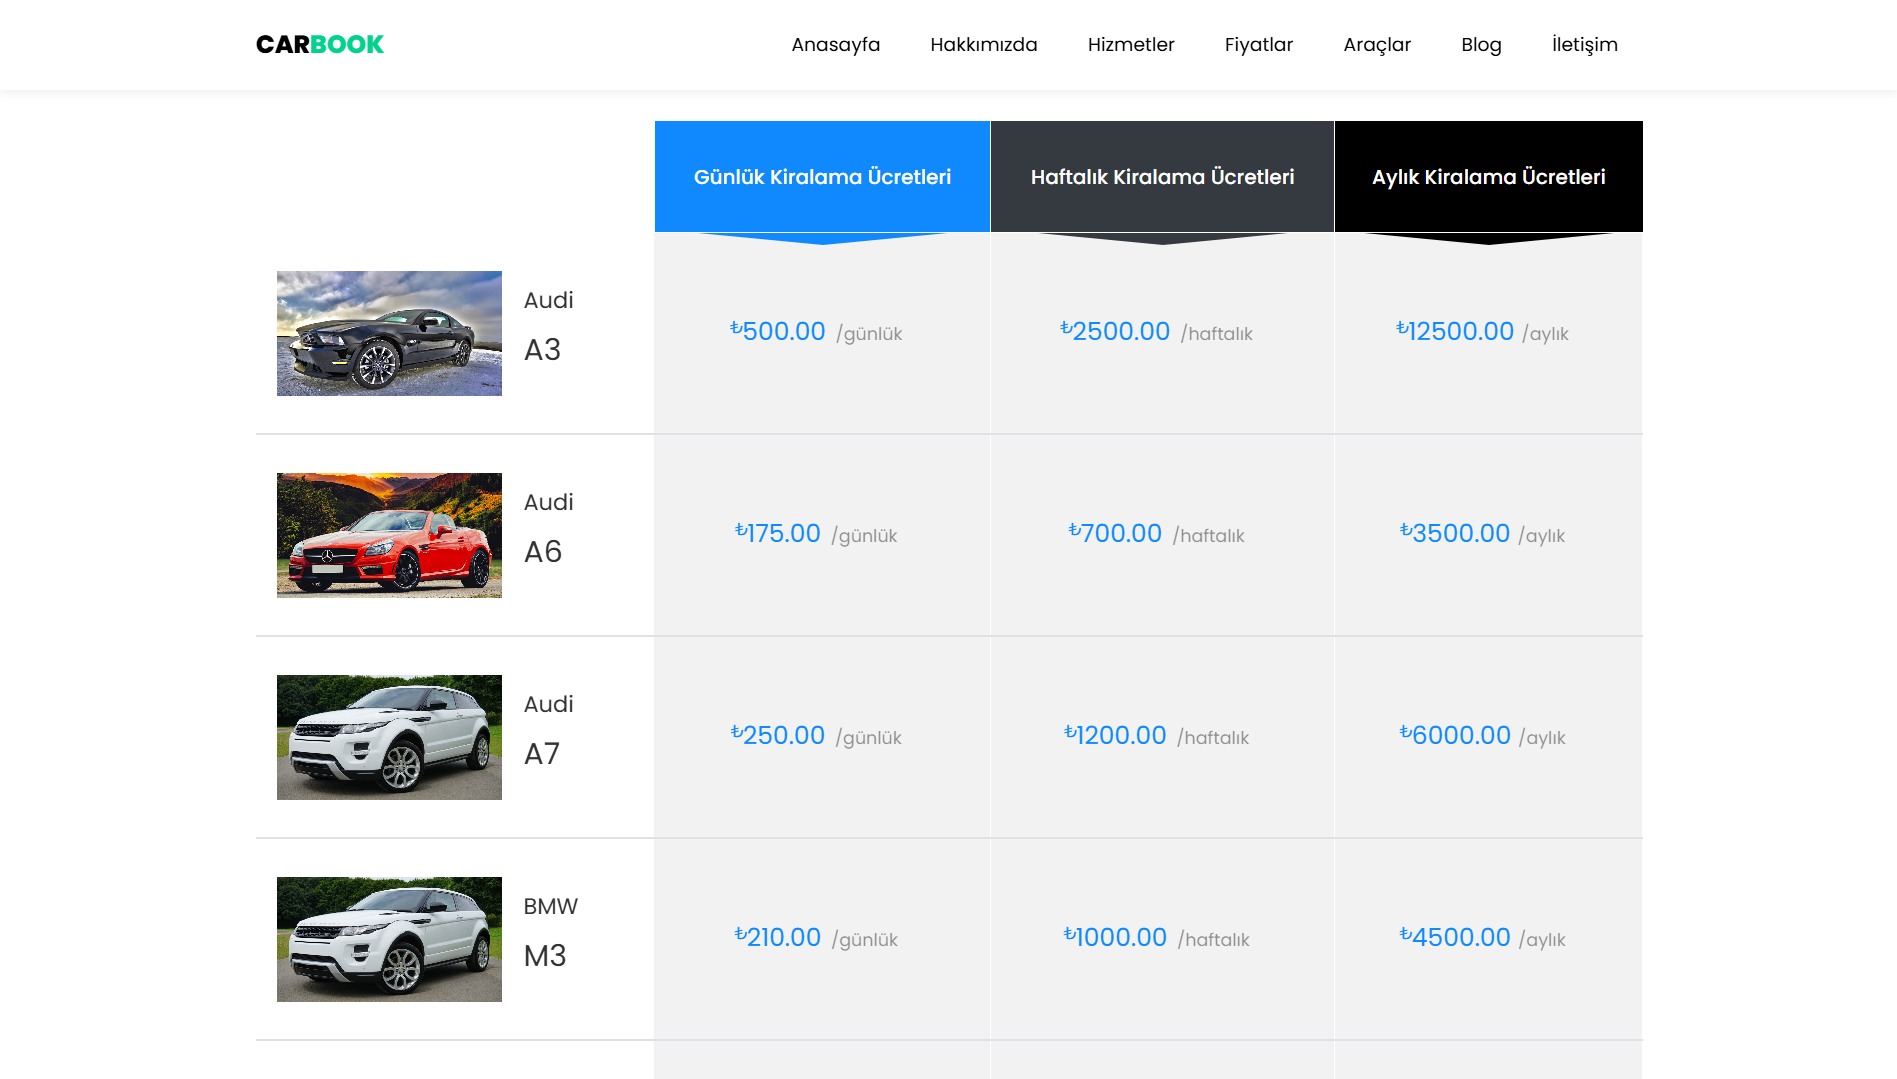 CARBOOK
Anasayfa Hakkımızda Hizmetler Fiyatlar Araçlar Blog İletişim
Günlük Kiralama Ücretleri Haftalık Kiralama Ücretleri Aylık Kiralama Ücretleri
Audi
A3
₺500.00 /günlük ₺2500.00 /haftalık ₺12500.00 /aylık
Audi
A6
₺175.00 /günlük ₺700.00 /haftalık ₺3500.00 /aylık
Audi
A7
₺250.00 /günlük ₺1200.00 /haftalık ₺6000.00 /aylık
BMW
M3
₺210.00 /günlük ₺1000.00 /haftalık ₺4500.00 /aylık